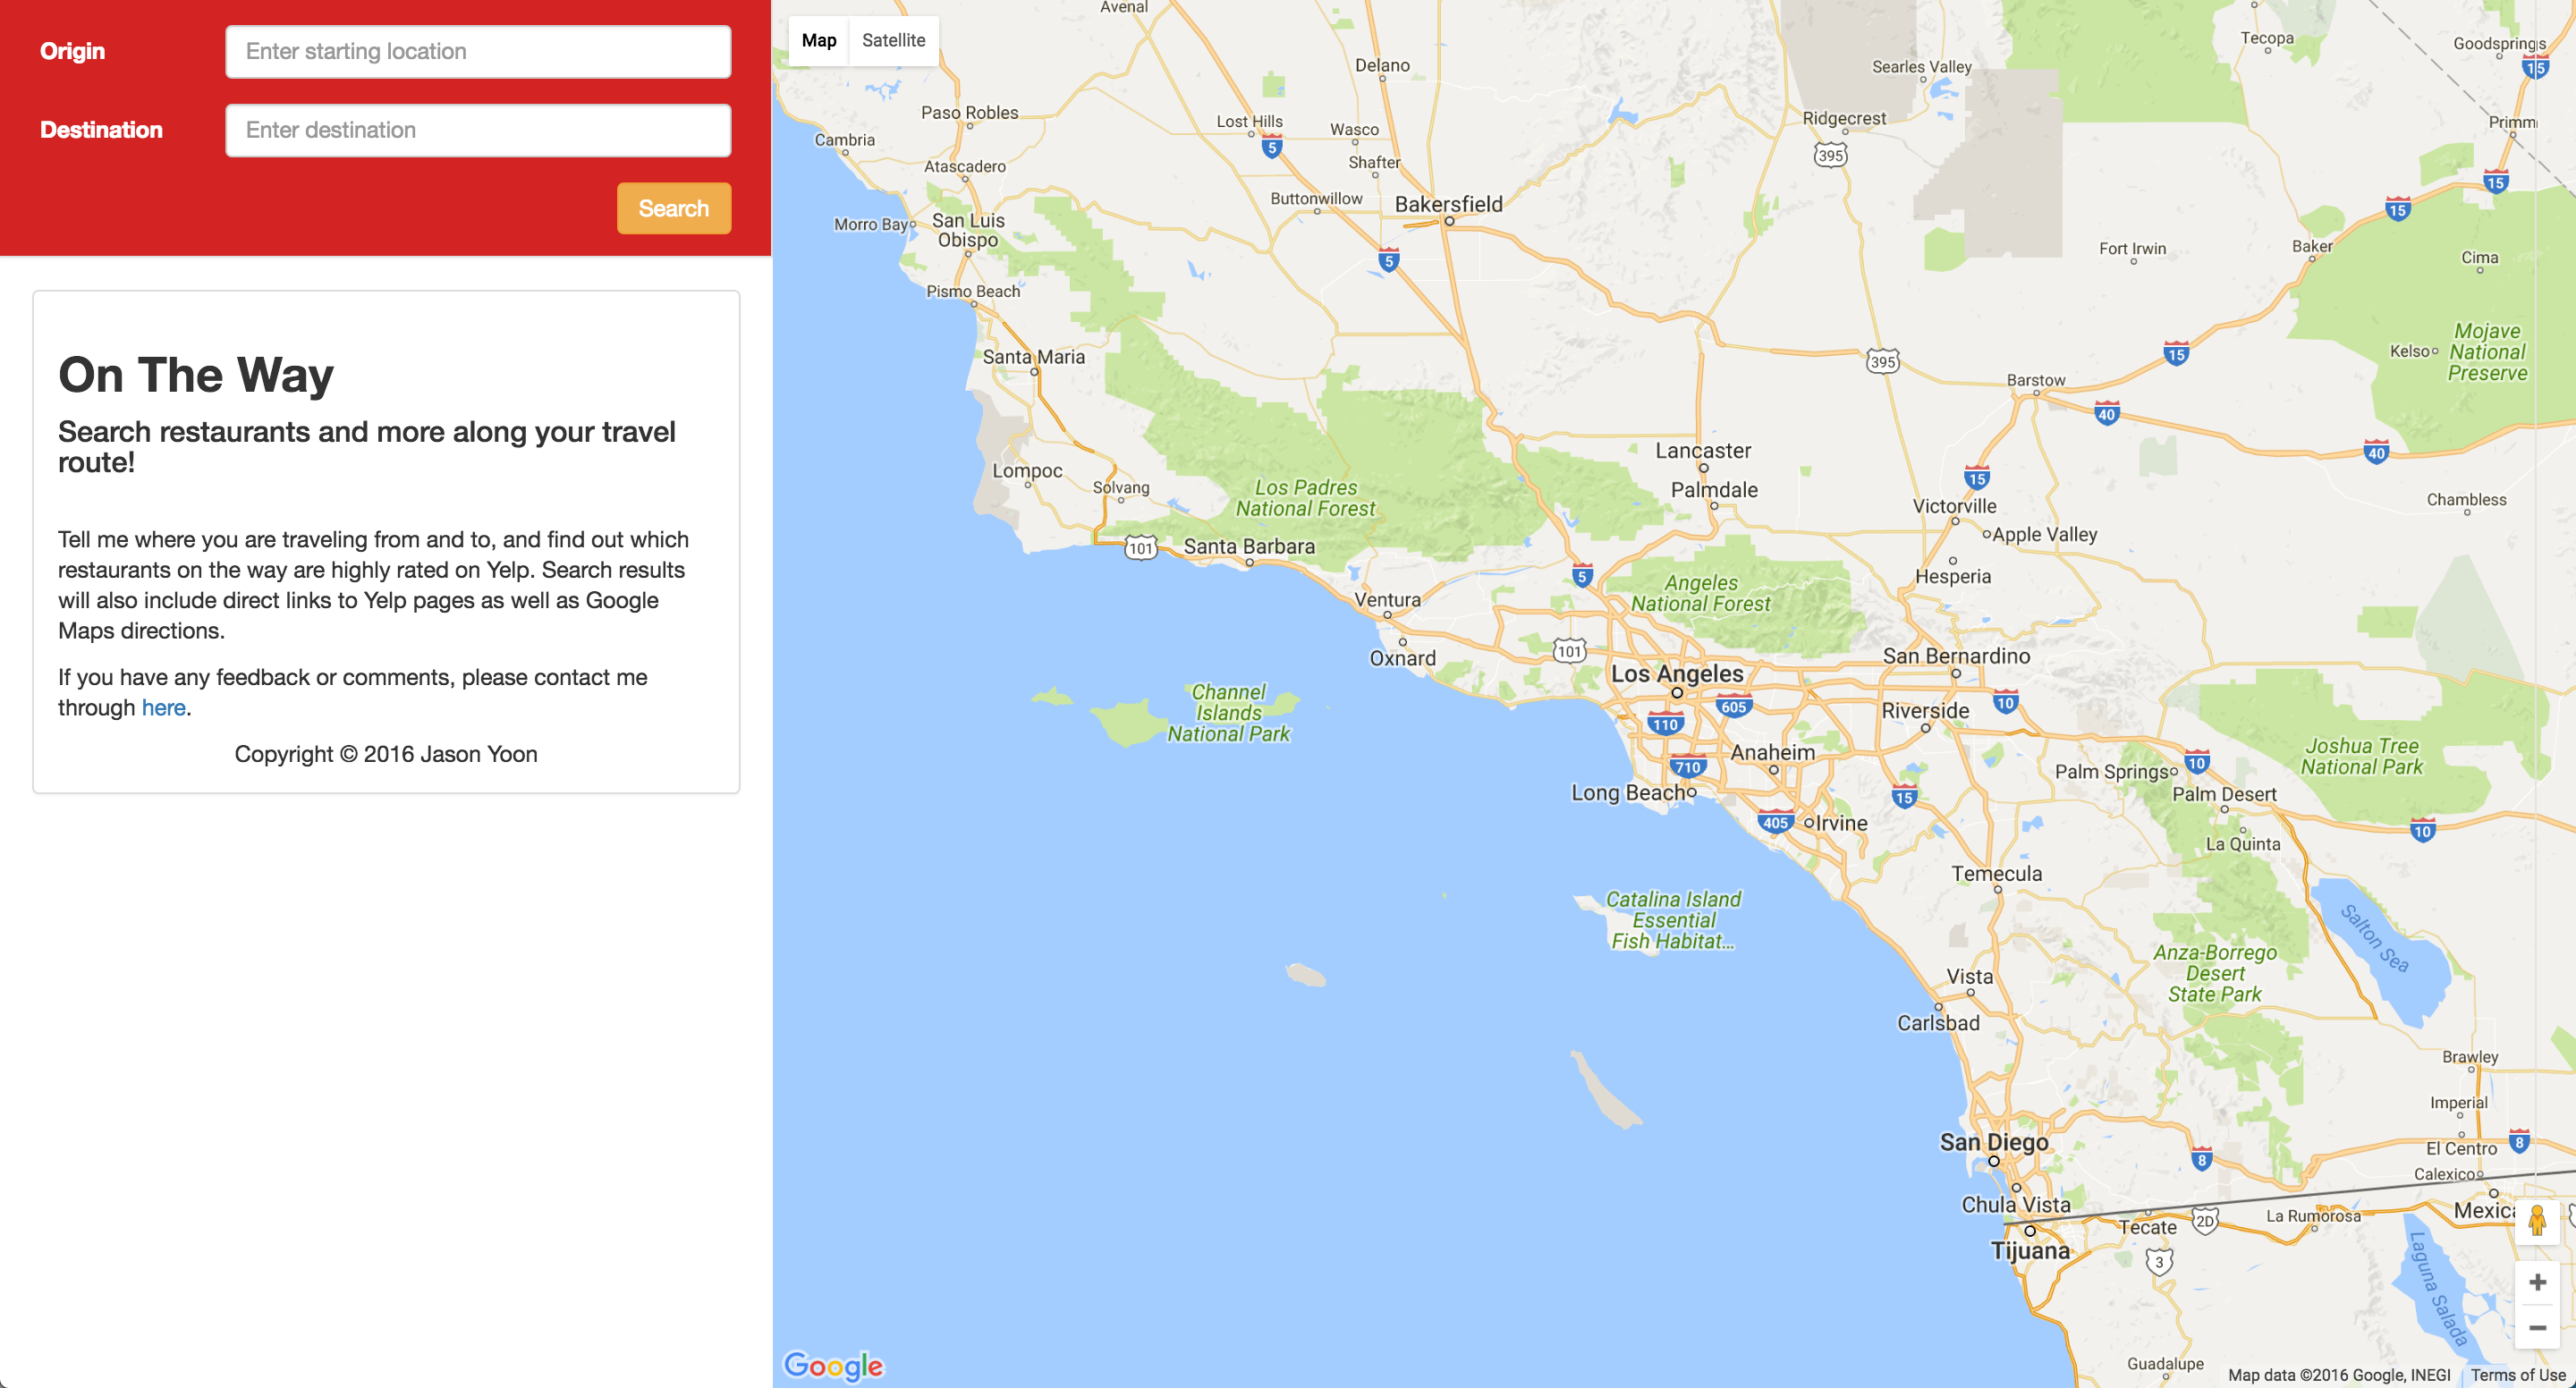 Origin
Enter starting location
Destination
Enter destination
Search
On The Way
Search restaurants and more along your travel
route!
Tell me where you are traveling from and to, and find out which
restaurants on the way are highly rated on Yelp. Search results
will also include direct links to Yelp pages as well as Google
Maps directions.
If you have any feedback or comments, please contact me
through here.
Copyright © 2016 Jason Yoon
Map
Satellite
Avenal
Tecopa
Goodsprings
15
Delano
Searles Valley
Paso Robles
Lost Hills
Wasco
Ridgecrest
Primm
Cambria
5
395
Shafter
Atascadero
15
Buttonwillow
Bakersfield
15
Morro Bay
San Luis
Obispo
Fort Irwin
Baker
Cima
5
Pismo Beach
Mojave
National
Preserve
Kelso
15
Santa Maria
395
Barstow
40
40
Lancaster
Lompoc
Solvang
Los Padres
National Forest
Palmdale
15
Victorville
Chambless
Apple Valley
101
Santa Barbara
5
Hesperia
Angeles
National Forest
Ventura
Oxnard
101
San Bernardino
Los Angeles
Channel
Islands
National Park
605
10
110
Riverside
Anaheim
710
Joshua Tree
National Park
Palm Springs
10
Long Beach
15
Palm Desert
405
Irvine
10
La Quinta
Temecula
Catalina Island
Essential
Fish Habitat...
Salton Sea
Anza-Borrego
Desert
State Park
Vista
Carlsbad
Brawley
Imperial
San Diego
8
El Centro
8
Calexico
Chula Vista
Tecate
2D
La Rumorosa
Mexica
Tijuana
3
Laguna Salada
Guadalupe
Google
Map data ©2016 Google, INEGI
Terms of Use